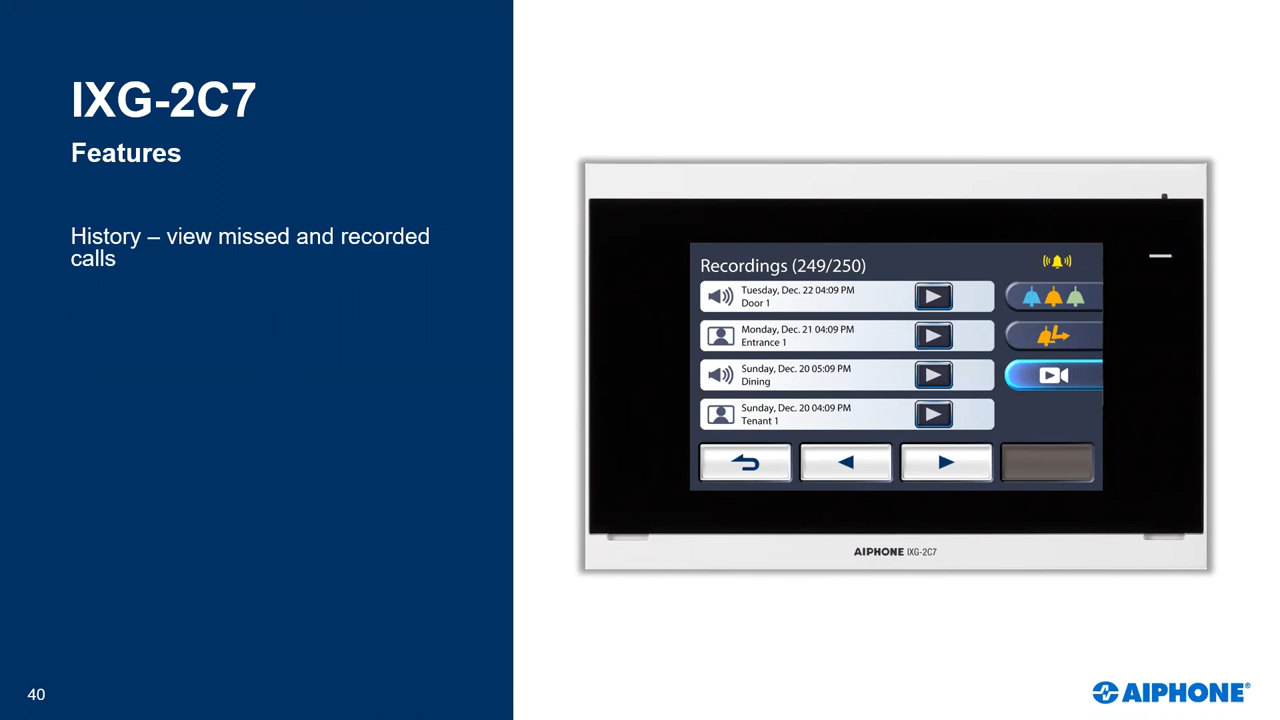 IXG-2C7
Features
History – view missed and recorded
calls
Recordings (249/250)
Tuesday, Dec. 22 04:09 PM
Door 1
Monday, Dec. 21 04:09 PM
Entrance 1
Sunday, Dec. 20 05:09 PM
Dining
Sunday, Dec. 20 04:09 PM
Tenant 1
AIPHONE IXG-2C7
40
AIPHONE®